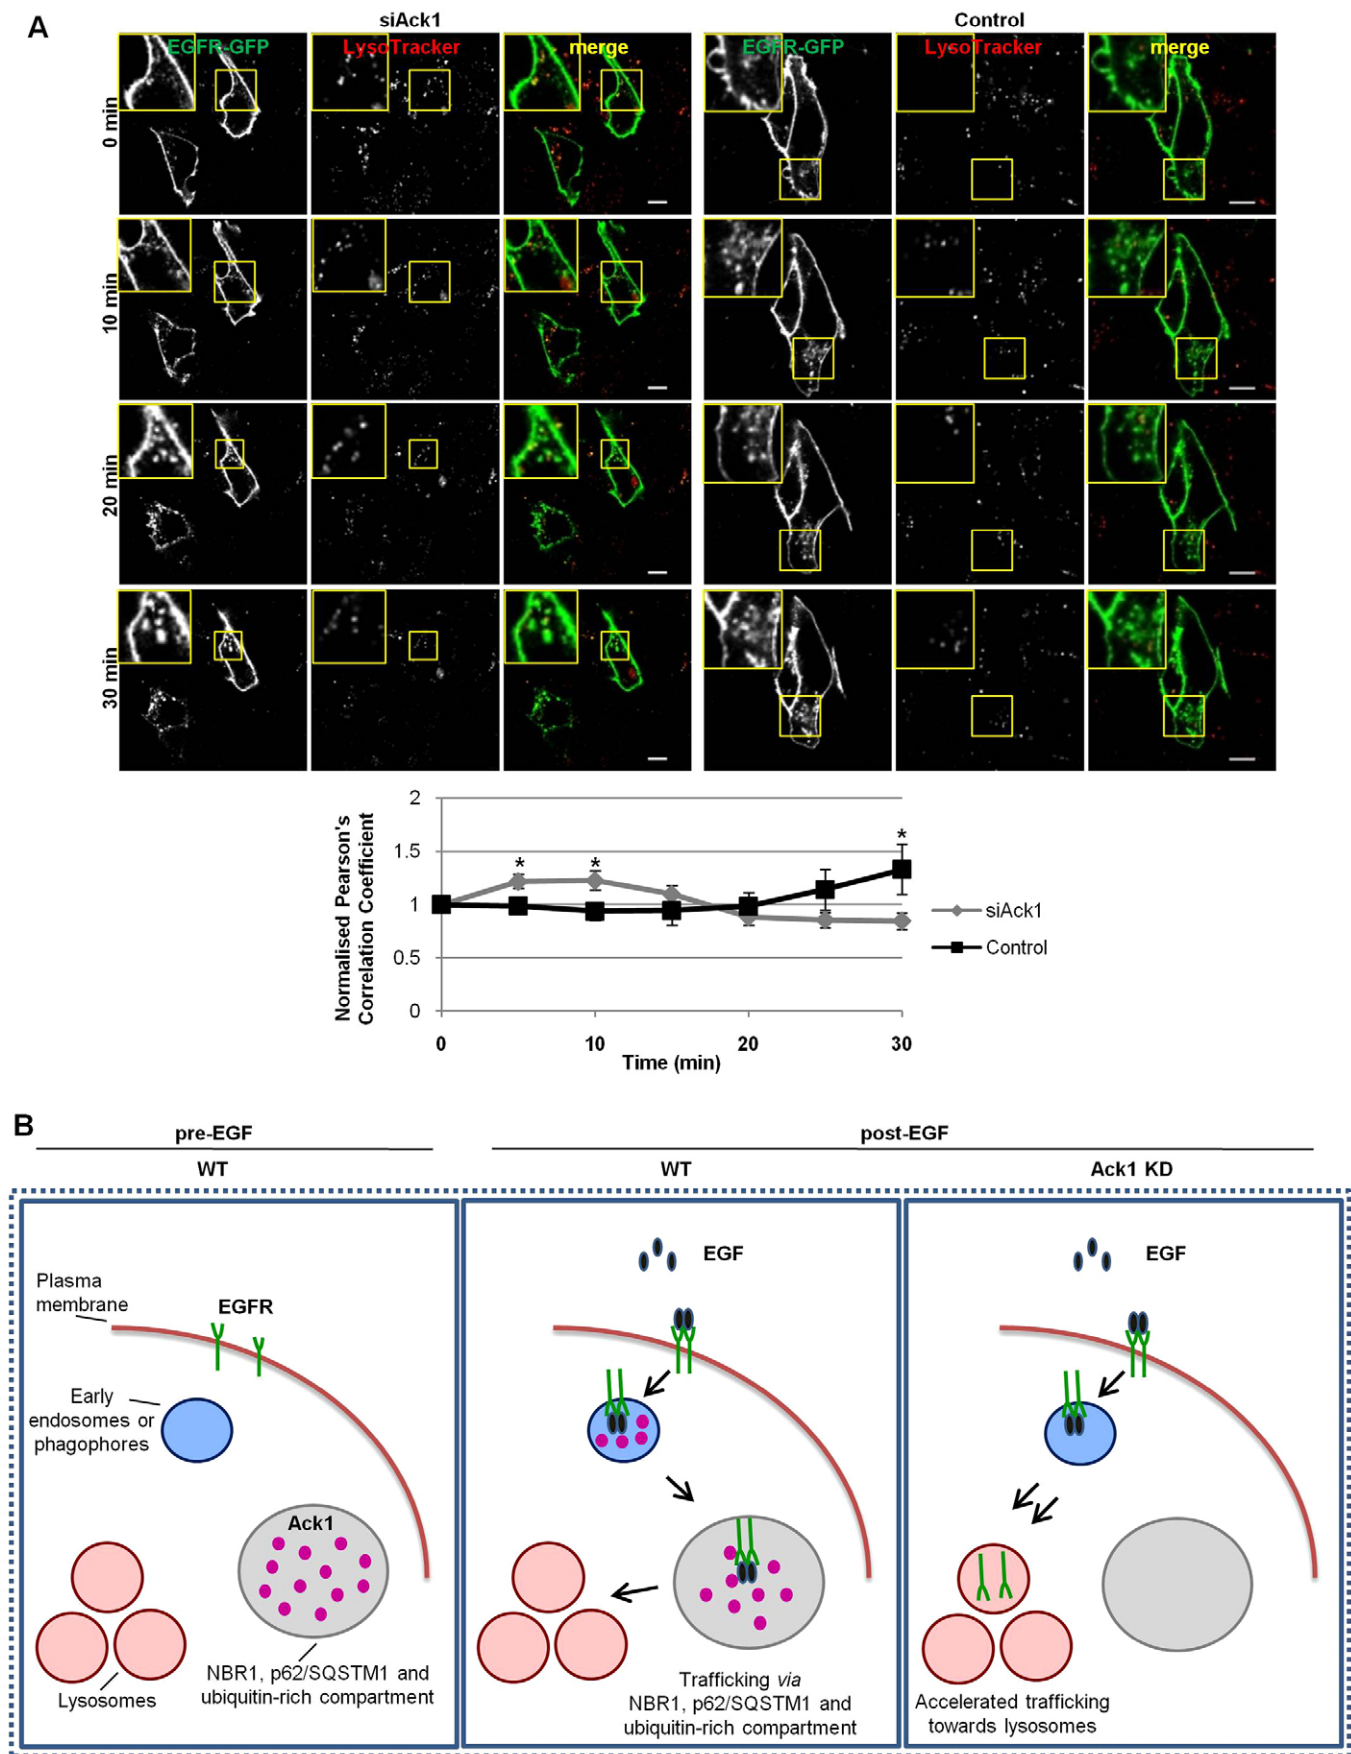 A
siAck1
Control
EGFR-GFP
LysoTracker
merge
EGFR-GFP
LysoTracker
merge
0 min
10 min
20 min
30 min
Normalised Pearson's
Correlation Coefficient
2
1.5
1
0.5
0
*
*
*
0
10
20
30
Time (min)
siAck1
Control
B
pre-EGF
post-EGF
WT
WT
Ack1 KD
Plasma
membrane
EGFR
Early
endosomes or
phagophores
Ack1
Lysosomes
NBR1, p62/SQSTM1 and
ubiquitin-rich compartment
EGF
Trafficking via
NBR1, p62/SQSTM1 and
ubiquitin-rich compartment
EGF
Accelerated trafficking
towards lysosomes